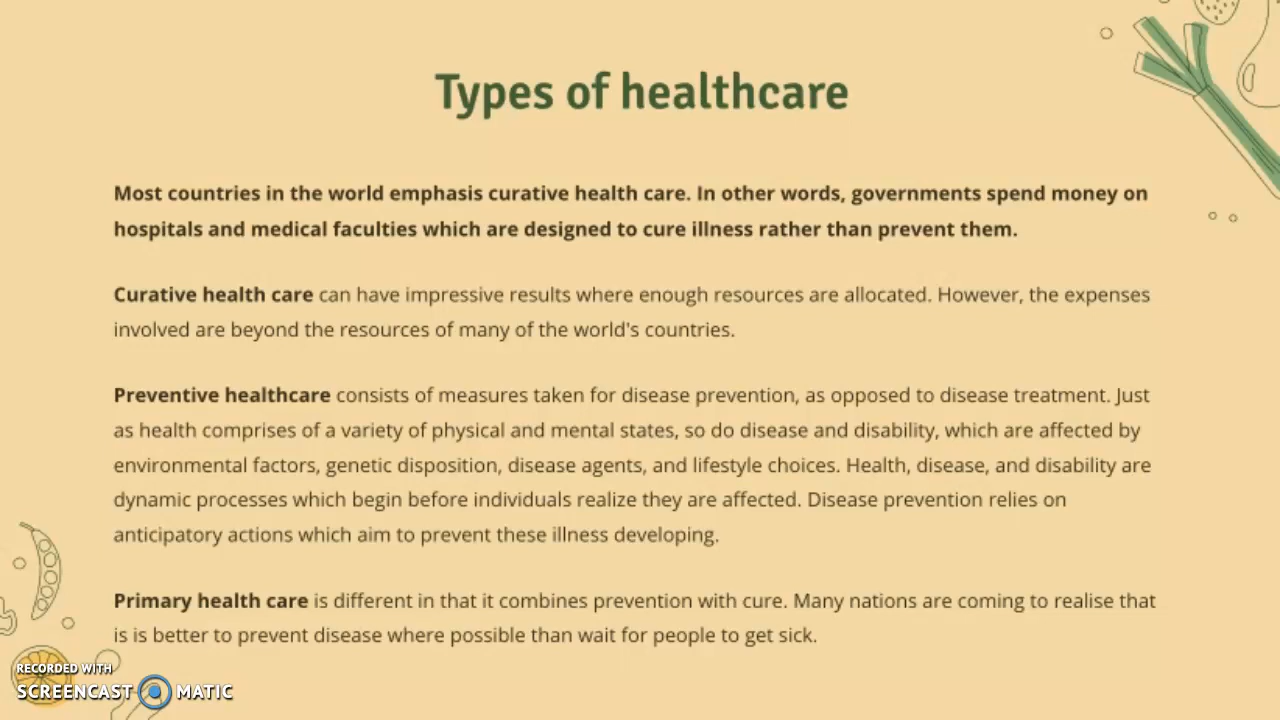 Types of healthcare
Most countries in the world emphasis curative health care. In other words, governments spend money on
hospitals and medical faculties which are designed to cure illness rather than prevent them.
Curative health care can have impressive results where enough resources are allocated. However, the expenses
involved are beyond the resources of many of the world's countries.
Preventive healthcare consists of measures taken for disease prevention, as opposed to disease treatment. Just
as health comprises of a variety of physical and mental states, so do disease and disability, which are affected by
environmental factors, genetic disposition, disease agents, and lifestyle choices. Health, disease, and disability are
dynamic processes which begin before individuals realize they are affected. Disease prevention relies on
anticipatory actions which aim to prevent these illness developing.
Primary health care is different in that it combines prevention with cure. Many nations are coming to realise that
is is better to prevent disease where possible than wait for people to get sick.
RECORDED WITH
SCREENCAST MATIC